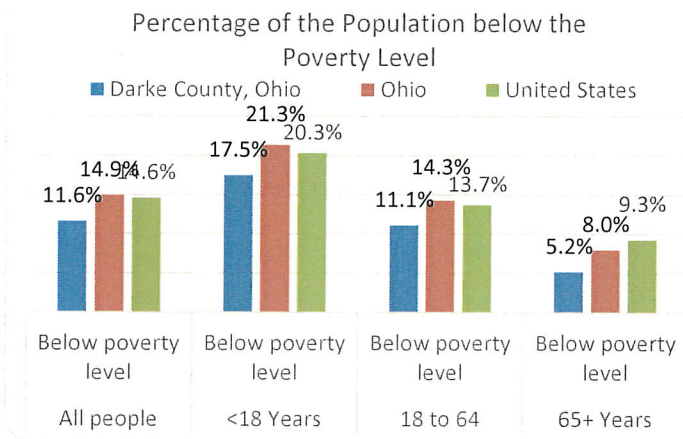 Percentage of the Population below the
Poverty Level
Darke County, Ohio Ohio United States
11.6% 14.9% 14.6%
17.5% 21.3% 20.3%
11.1% 14.3% 13.7%
5.2% 8.0% 9.3%
Below poverty level
All people
Below poverty level
<18 Years
Below poverty level
18 to 64
Below poverty level
65+ Years